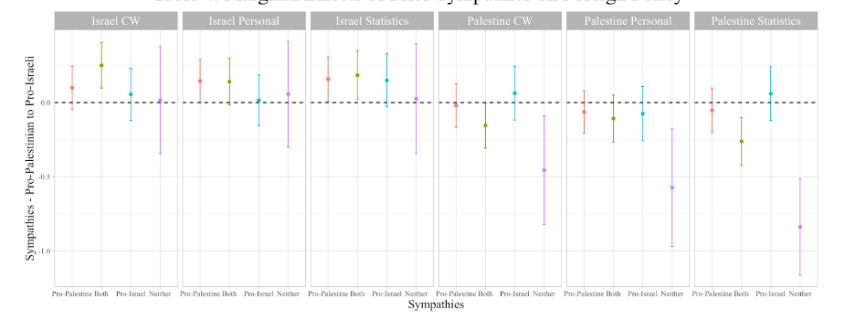 Israel CW Israel Personal Israel Statistics Palestine CW Palestine Personal Palestine Statistics
Sympathies - Pro-Palestinian to Pro-Israeli
0.0
-0.5
-1.0
Pro-Palestine Both Pro-Israel Neither Pro-Palestine Both Pro-Israel Neither Pro-Palestine Both Pro-Israel Neither Pro-Palestine Both Pro-Israel Neither Pro-Palestine Both Pro-Israel Neither Pro-Palestine Both Pro-Israel Neither
Sympathies